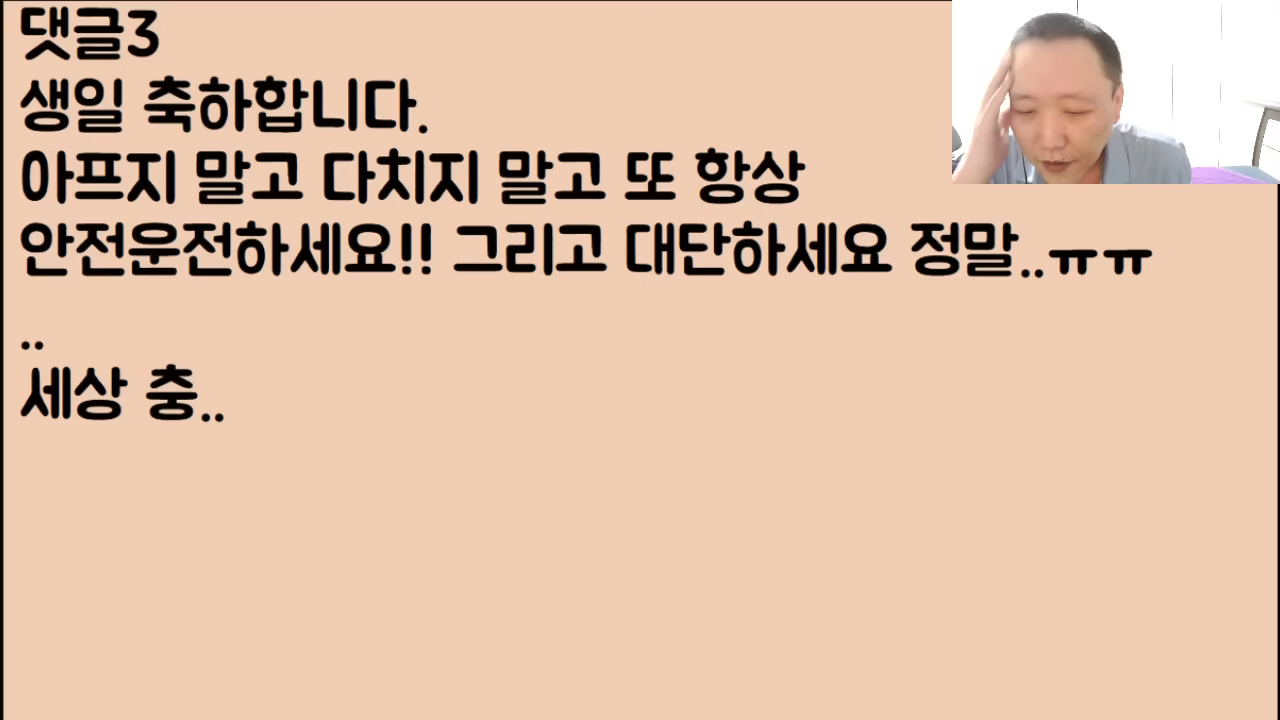 댓글3
생일 축하합니다.
아프지 말고 다치지 말고 또 항상
안전운전하세요!! 그리고 대단하세요 정말..ㅠㅠ
..
세상 충..